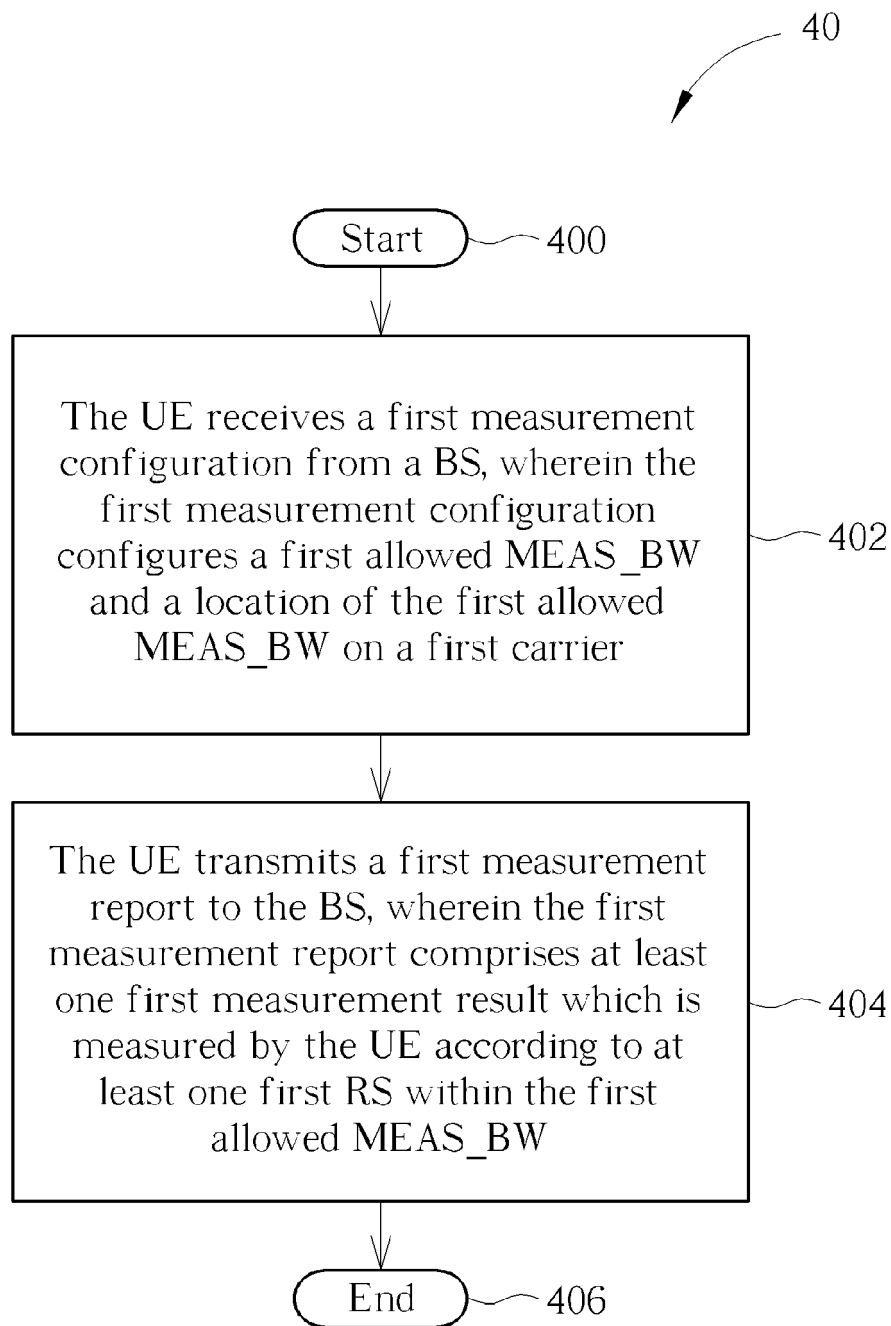 40
Start
400
The UE receives a first measurement
configuration from a BS, wherein the
first measurement configuration
configures a first allowed MEAS_BW
and a location of the first allowed
MEAS_BW on a first carrier
402
The UE transmits a first measurement
report to the BS, wherein the first
measurement report comprises at least
one first measurement result which is
measured by the UE according to at
least one first RS within the first
allowed MEAS_BW
404
End
406